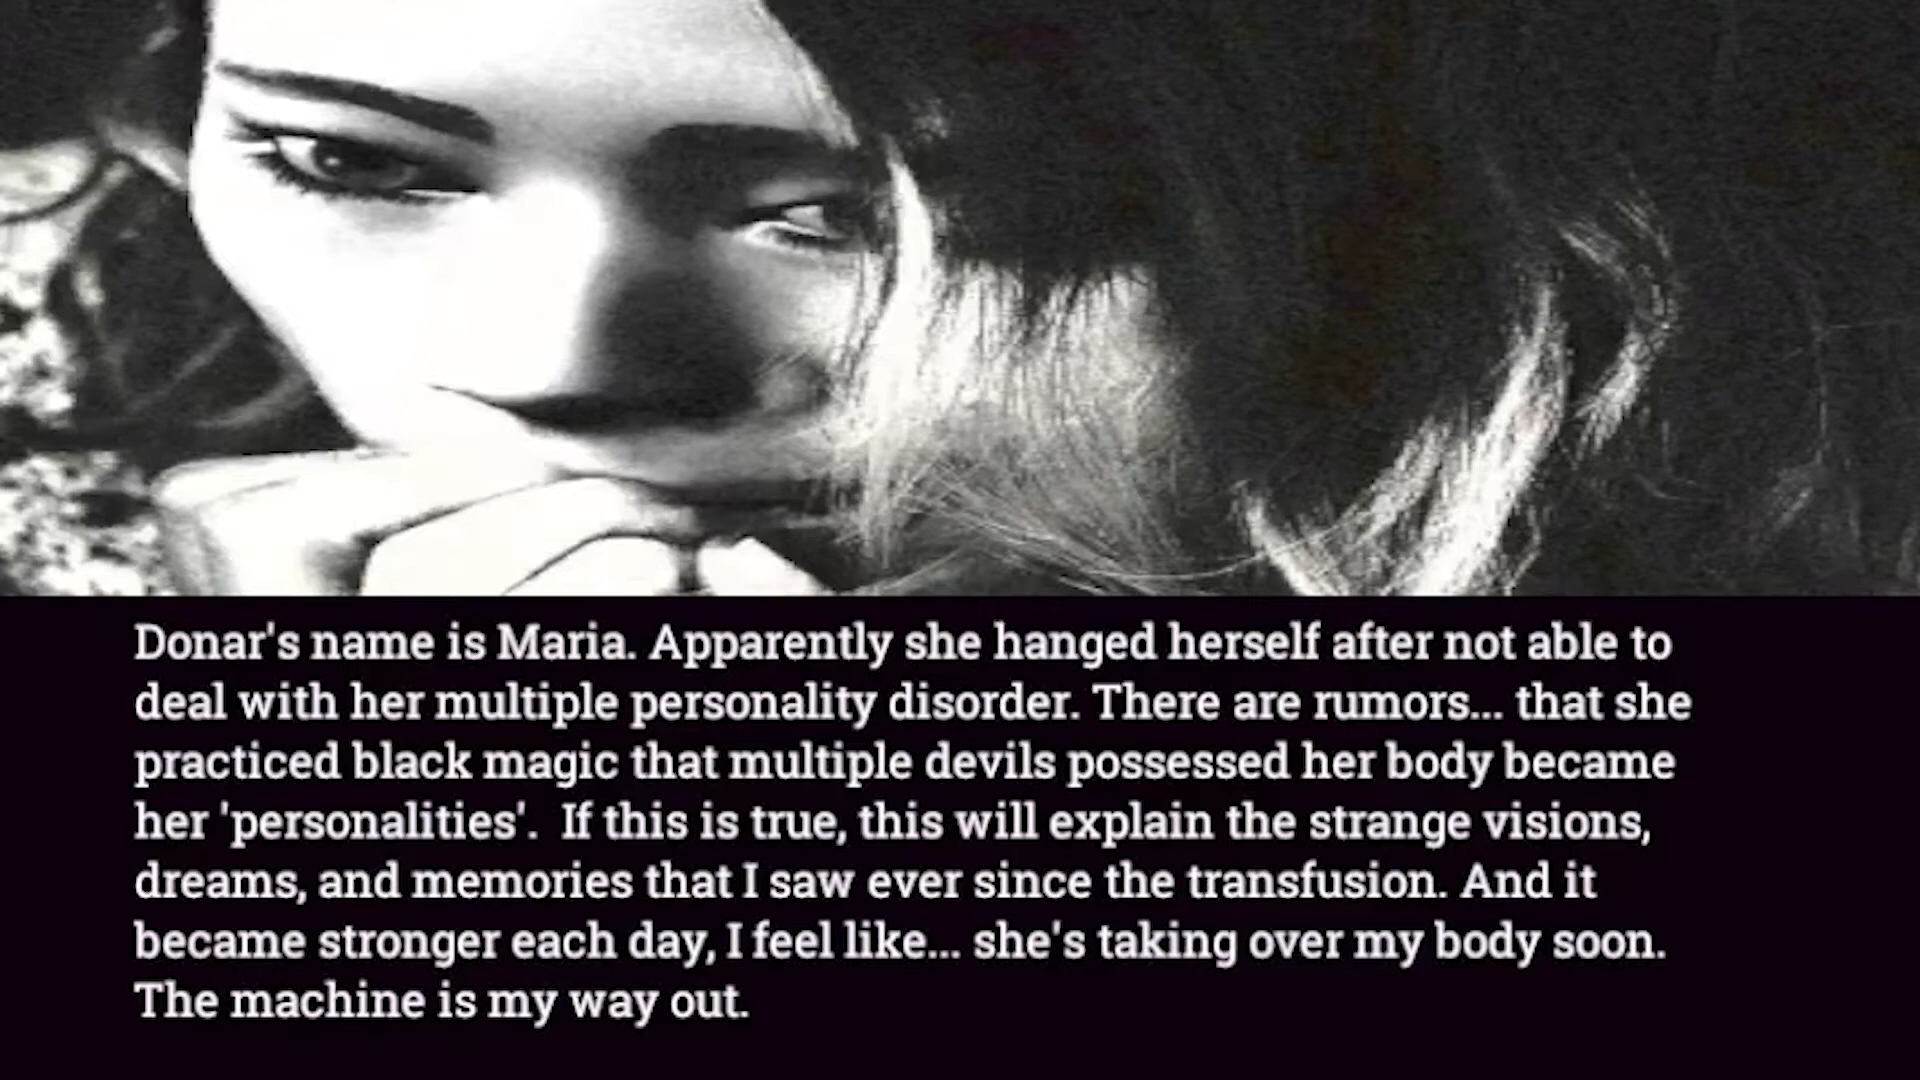 Donar's name is Maria. Apparently she hanged herself after not able to
deal with her multiple personality disorder. There are rumors... that she
practiced black magic that multiple devils possessed her body became
her 'personalities'.  If this is true, this will explain the strange visions,
dreams, and memories that I saw ever since the transfusion. And it
became stronger each day, I feel like... she's taking over my body soon.
The machine is my way out.